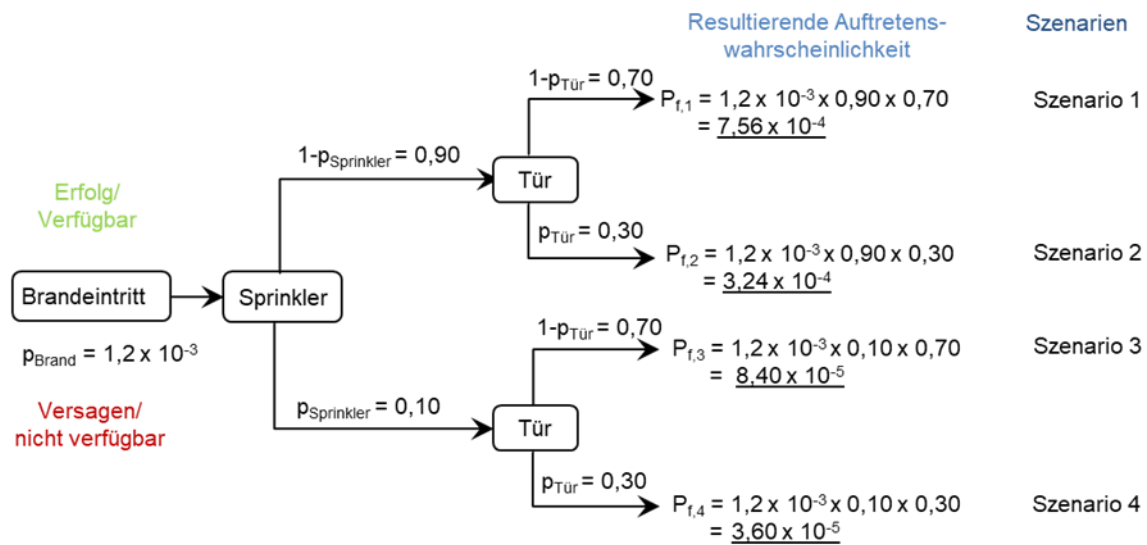 Resultierende Auftretens-
wahrscheinlichkeit
Szenarien
1-pTür = 0,70
Pf,1 = 1,2 x 10⁻³ x 0,90 x 0,70
= 7,56 x 10⁻⁴
Szenario 1
1-pSprinkler = 0,90
Tür
Erfolg/
Verfügbar
pTür = 0,30
Pf,2 = 1,2 x 10⁻³ x 0,90 x 0,30
= 3,24 x 10⁻⁴
Szenario 2
Brandeintritt
Sprinkler
pBrand = 1,2 x 10⁻³
1-pTür = 0,70
Pf,3 = 1,2 x 10⁻³ x 0,10 x 0,70
= 8,40 x 10⁻⁵
Szenario 3
Versagen/
nicht verfügbar
pSprinkler = 0,10
Tür
pTür = 0,30
Pf,4 = 1,2 x 10⁻³ x 0,10 x 0,30
= 3,60 x 10⁻⁵
Szenario 4